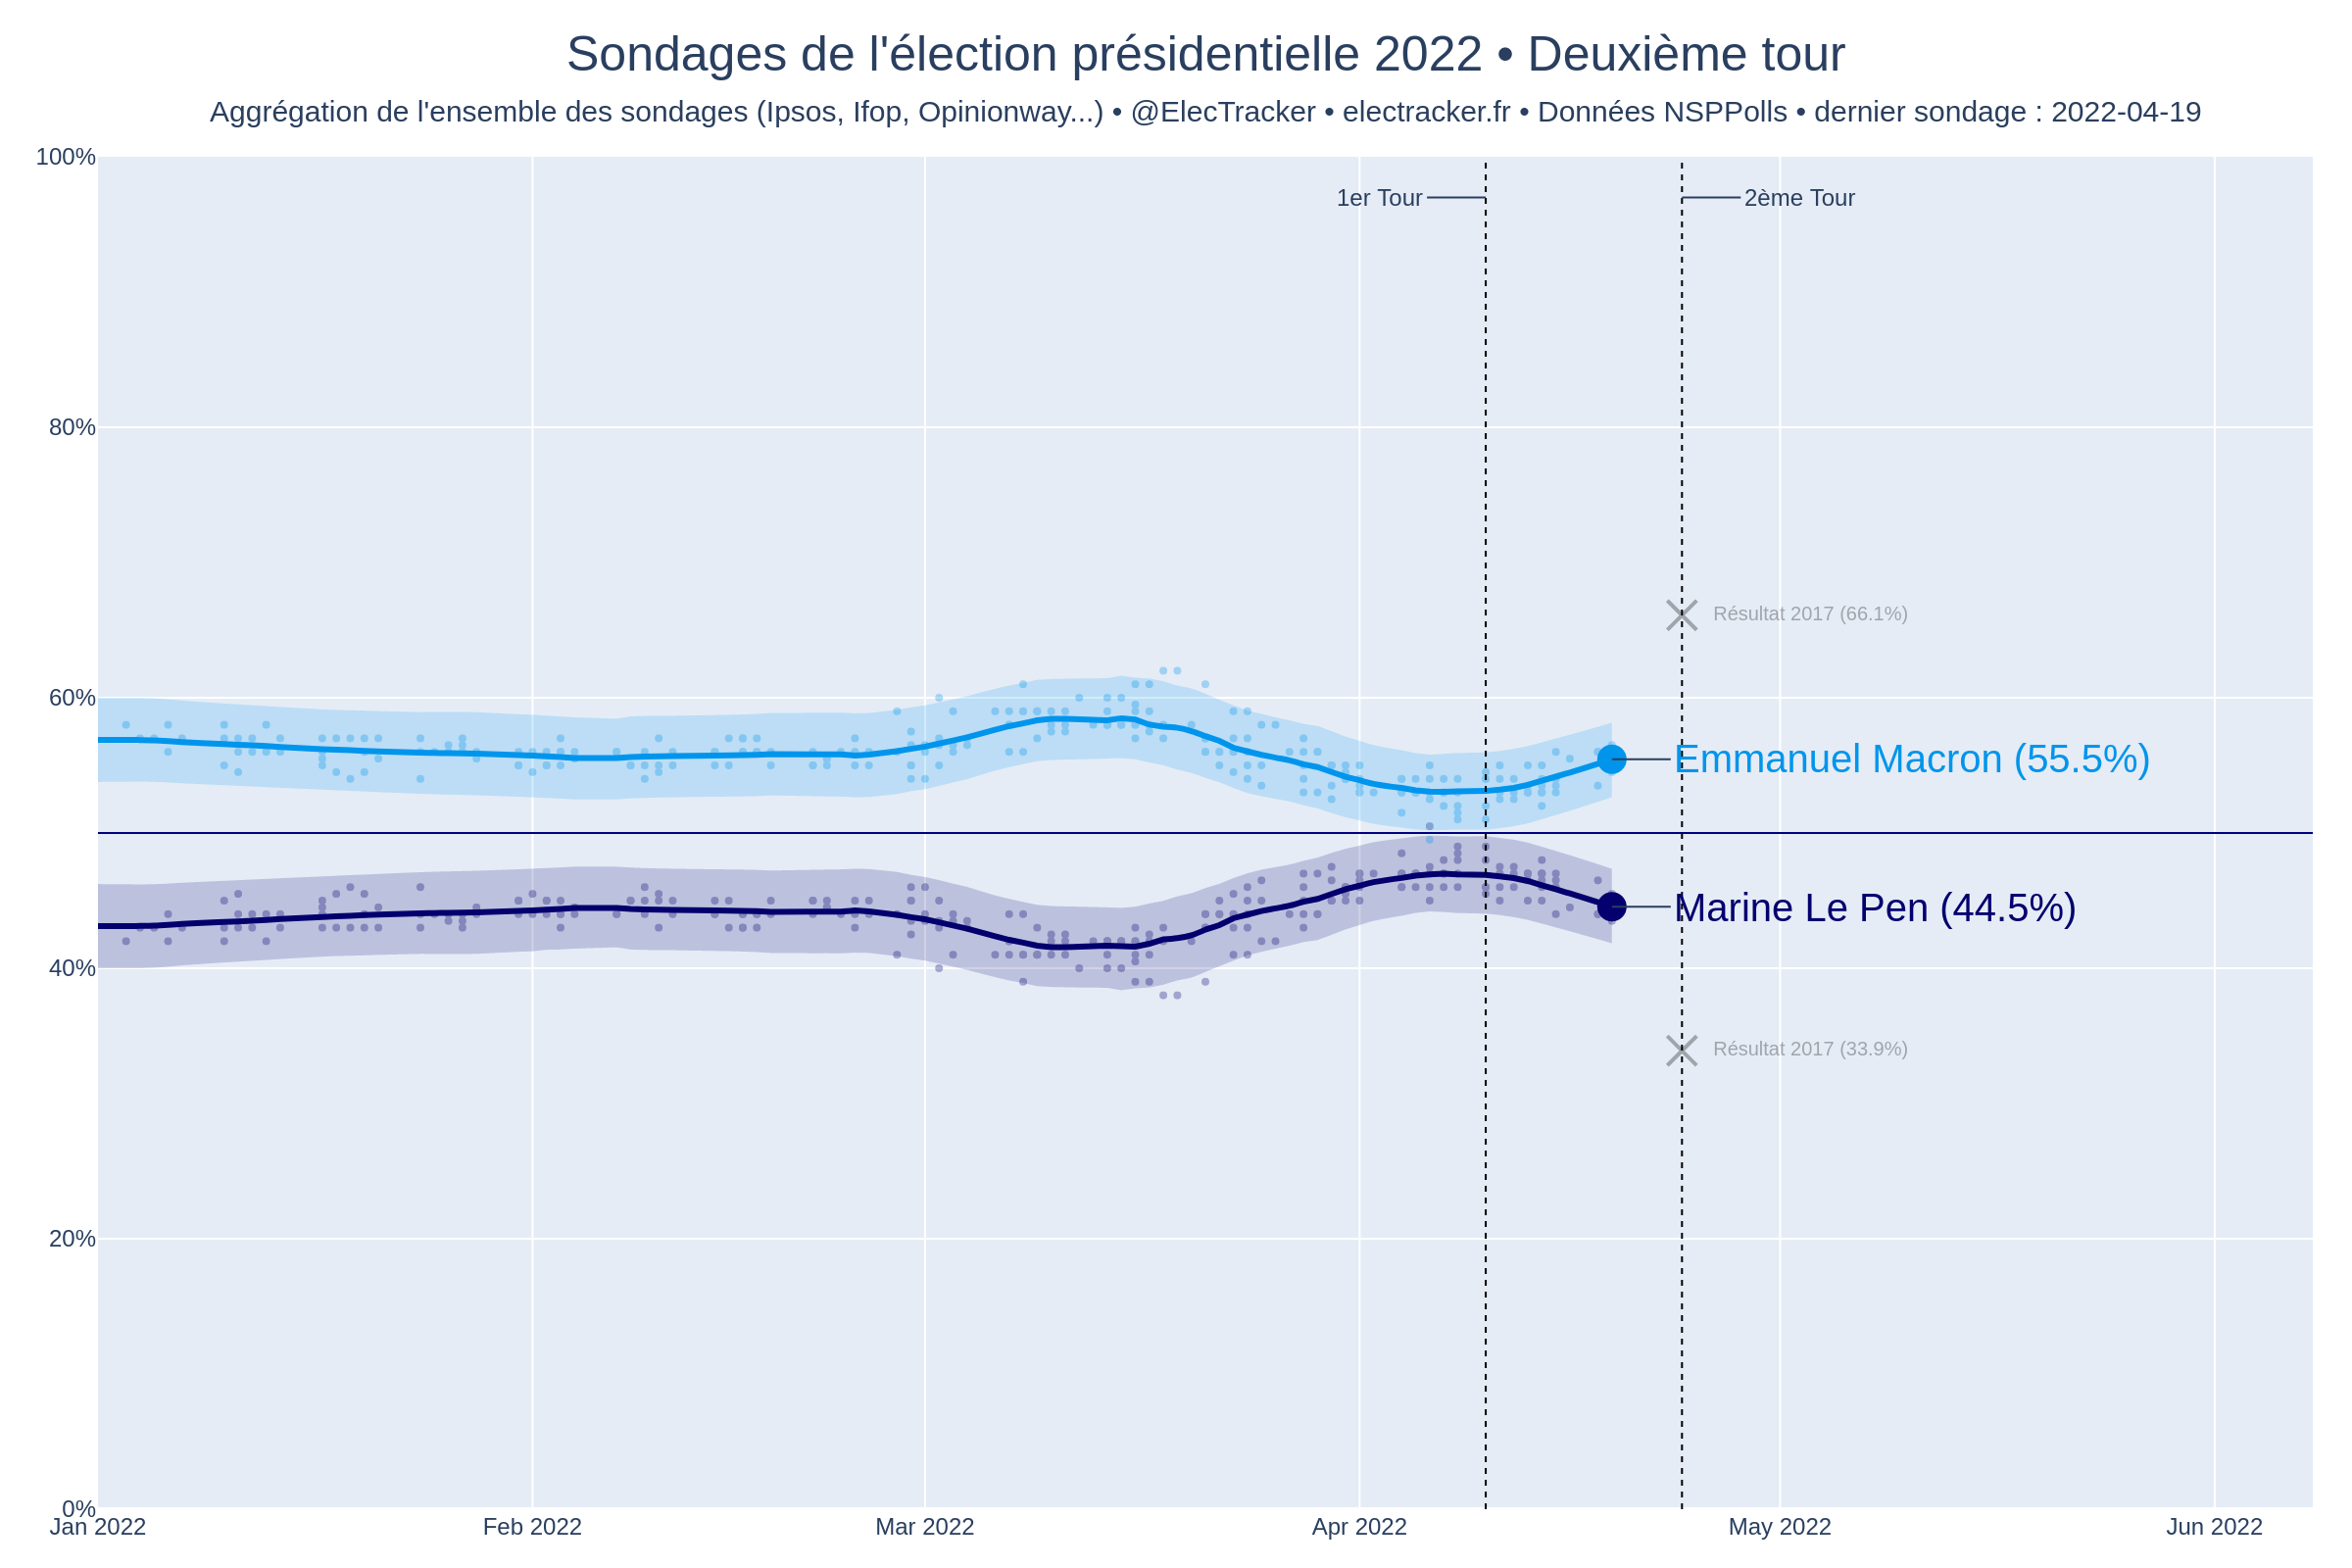 Sondages de l'élection présidentielle 2022 • Deuxième tour
Aggrégation de l'ensemble des sondages (Ipsos, Ifop, Opinionway...) • @ElecTracker • electracker.fr • Données NSPPolls • dernier sondage : 2022-04-19
100%
1er Tour
2ème Tour
80%
Résultat 2017 (66.1%)
60%
Emmanuel Macron (55.5%)
Marine Le Pen (44.5%)
40%
Résultat 2017 (33.9%)
20%
0%
Jan 2022
Feb 2022
Mar 2022
Apr 2022
May 2022
Jun 2022